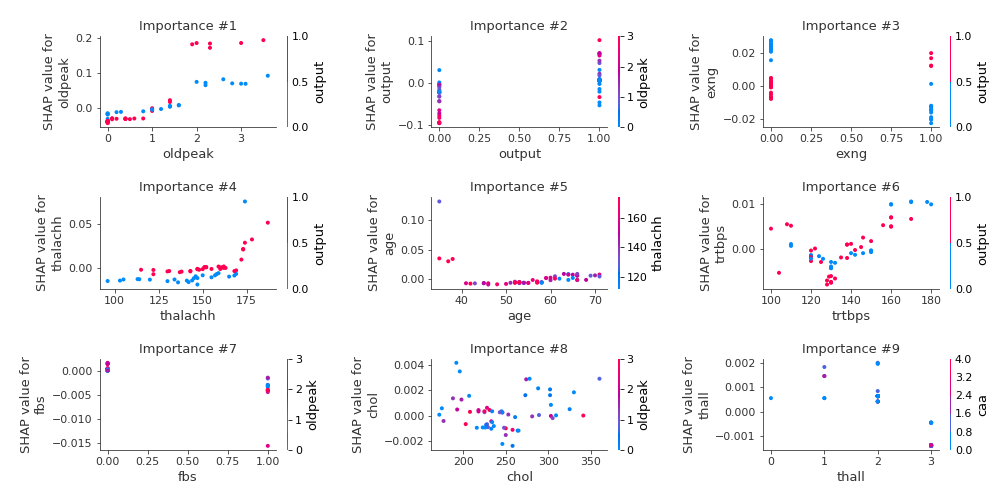 Importance #1
Importance #2
Importance #3
SHAP value for
oldpeak
0.2
0.1
0.0
0
1
2
3
oldpeak
1.0
0.5
0.0
output
SHAP value for
output
0.1
0.0
−0.1
0.00
0.25
0.50
0.75
1.00
output
3
2
1
0
oldpeak
SHAP value for
exng
0.02
0.00
−0.02
0.00
0.25
0.50
0.75
1.00
exng
1.0
0.5
0.0
output
Importance #4
Importance #5
Importance #6
SHAP value for
thalachh
0.05
0.00
100
125
150
175
thalachh
1.0
0.5
0.0
output
SHAP value for
age
0.10
0.05
0.00
40
50
60
70
age
160
140
120
thalachh
SHAP value for
trtbps
0.01
0.00
100
120
140
160
180
trtbps
1.0
0.5
0.0
output
Importance #7
Importance #8
Importance #9
SHAP value for
fbs
0.000
−0.005
−0.010
−0.015
0.00
0.25
0.50
0.75
1.00
fbs
3
2
1
0
oldpeak
SHAP value for
chol
0.004
0.002
0.000
−0.002
200
250
300
350
chol
3
2
1
0
oldpeak
SHAP value for
thall
0.002
0.001
0.000
−0.001
0
1
2
3
thall
4.0
3.2
2.4
1.6
0.8
0.0
caa